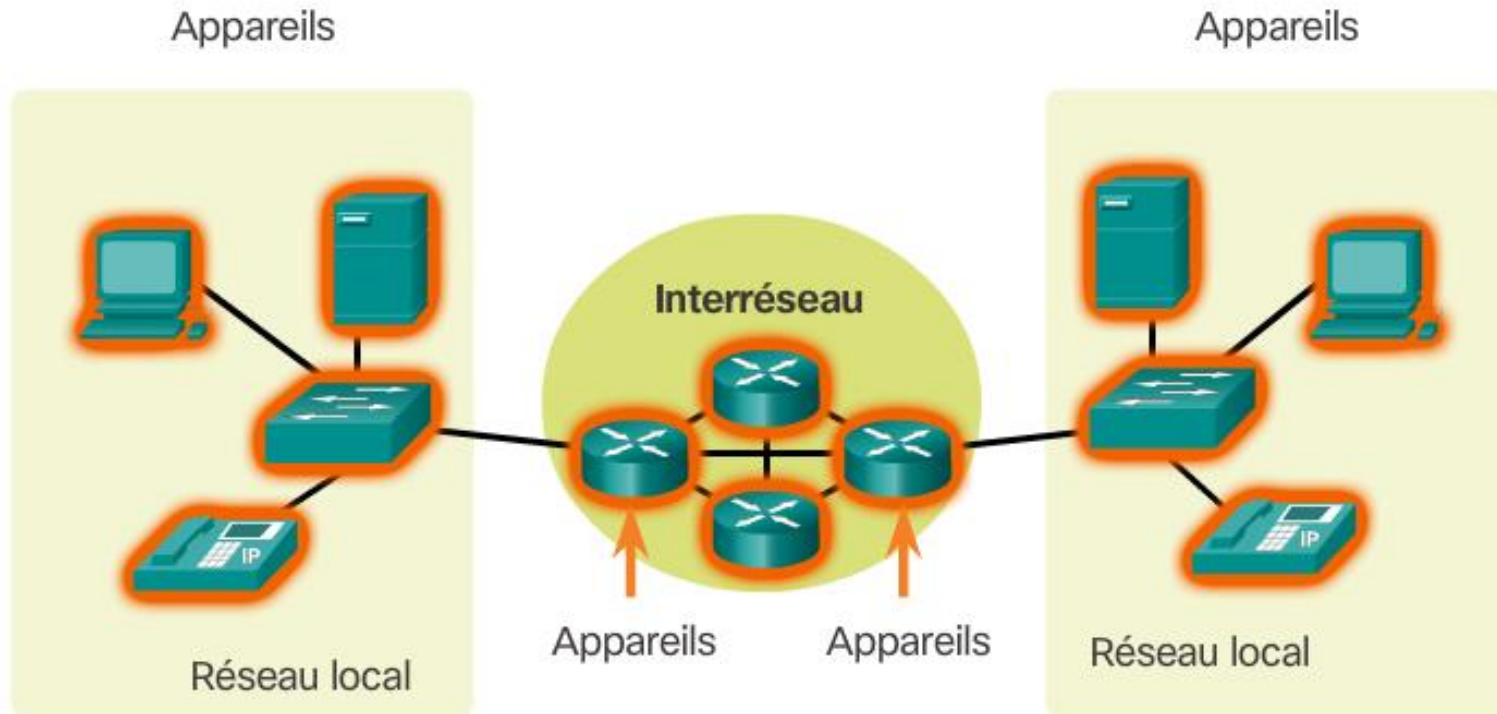 Appareils
Appareils
Interréseau
IP
IP
Appareils
Appareils
Réseau local
Réseau local